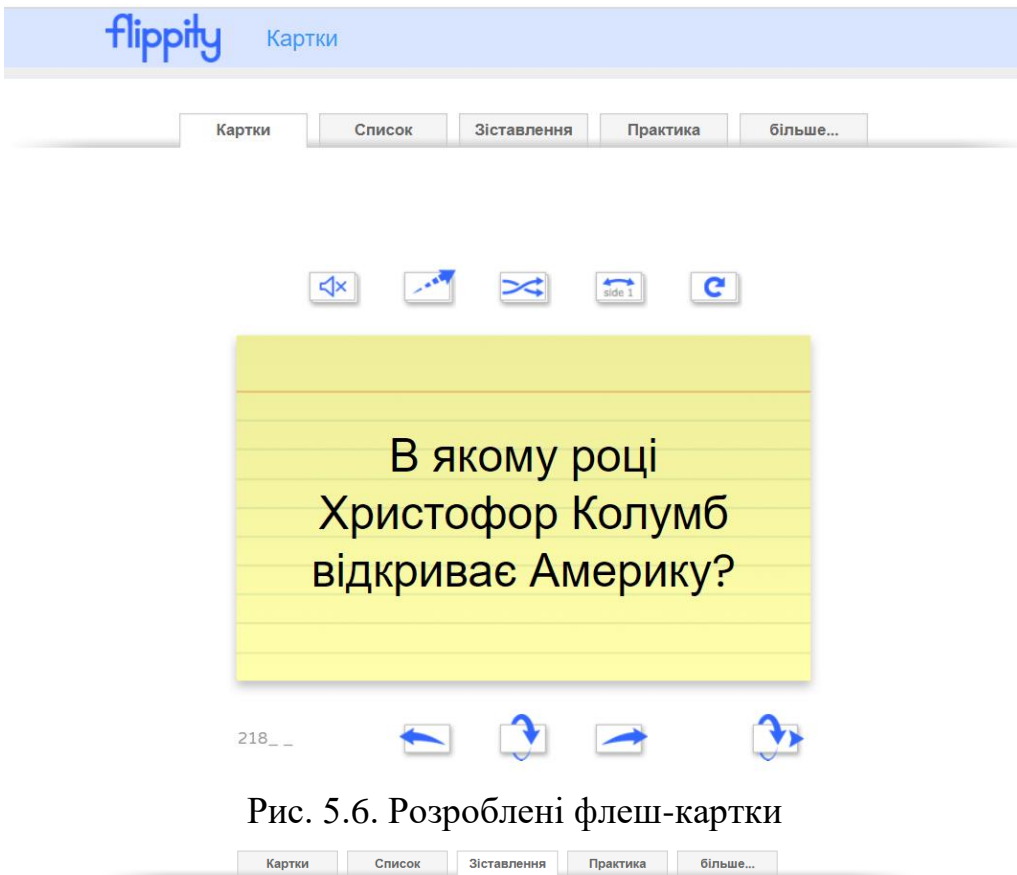 flippity Картки
Картки Список Зіставлення Практика більше...
side 1
В якому році
Христофор Колумб
відкриває Америку?
218_ _
Рис. 5.6. Розроблені флеш-картки
Картки Список Зіставлення Практика більше...